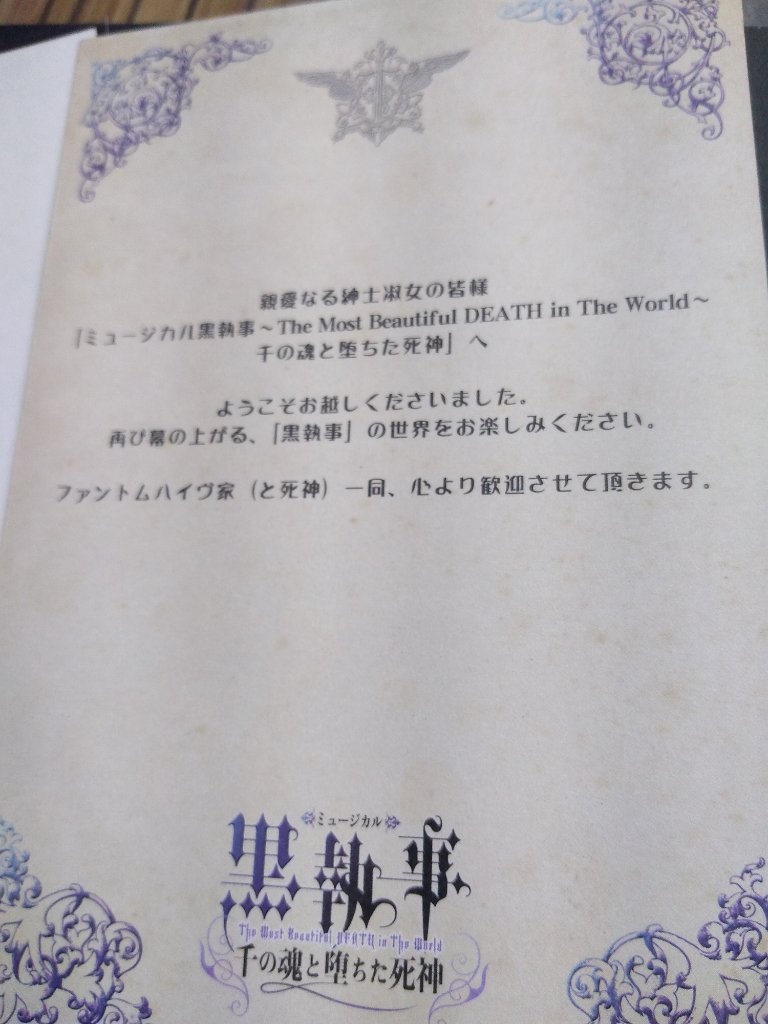 親愛なる紳士淑女の皆様
『ミュージカル黒執事～The Most Beautiful DEATH in The World～
千の魂と堕ちた死神』へ
ようこそお越しくださいました。
再び幕の上がる、『黒執事』の世界をお楽しみください。
ファントムハイヴ家（と死神）一同、心より歓迎させて頂きます。
ミュージカル
黒執事
The Most Beautiful DEATH in The World
千の魂と堕ちた死神